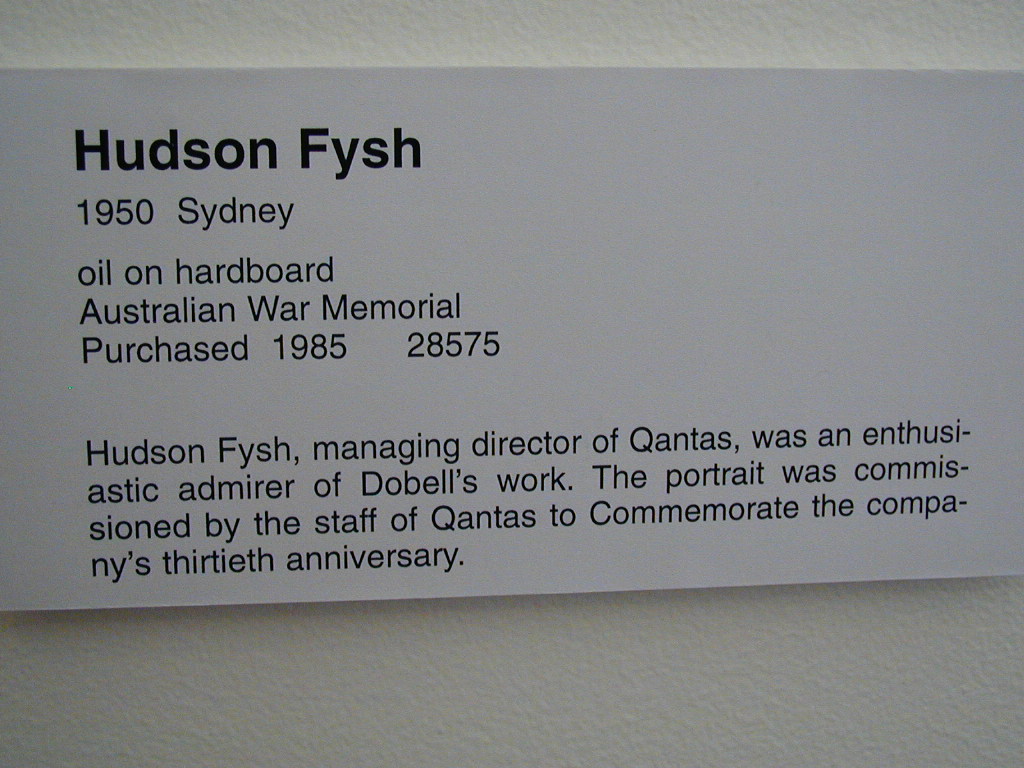 Hudson Fysh
1950 Sydney
oil on hardboard
Australian War Memorial
Purchased 1985 28575
Hudson Fysh, managing director of Qantas, was an enthusi-
astic admirer of Dobell's work. The portrait was commis-
sioned by the staff of Qantas to Commemorate the compa-
ny's thirtieth anniversary.